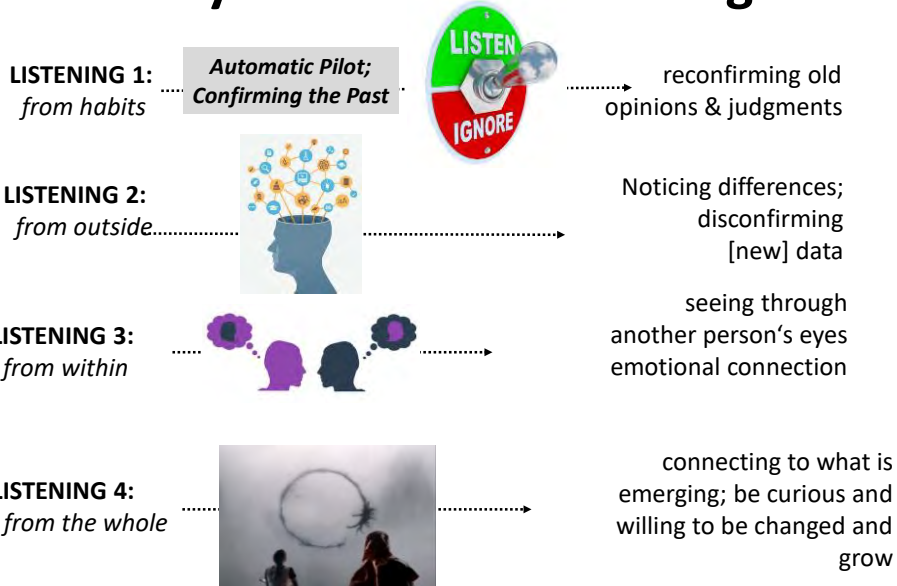 LISTENING 1:
from habits
Automatic Pilot;
Confirming the Past
LISTEN
IGNORE
reconfirming old
opinions & judgments
LISTENING 2:
from outside
Noticing differences;
disconfirming
[new] data
LISTENING 3:
from within
seeing through
another person‘s eyes
emotional connection
LISTENING 4:
from the whole
connecting to what is
emerging; be curious and
willing to be changed and
grow